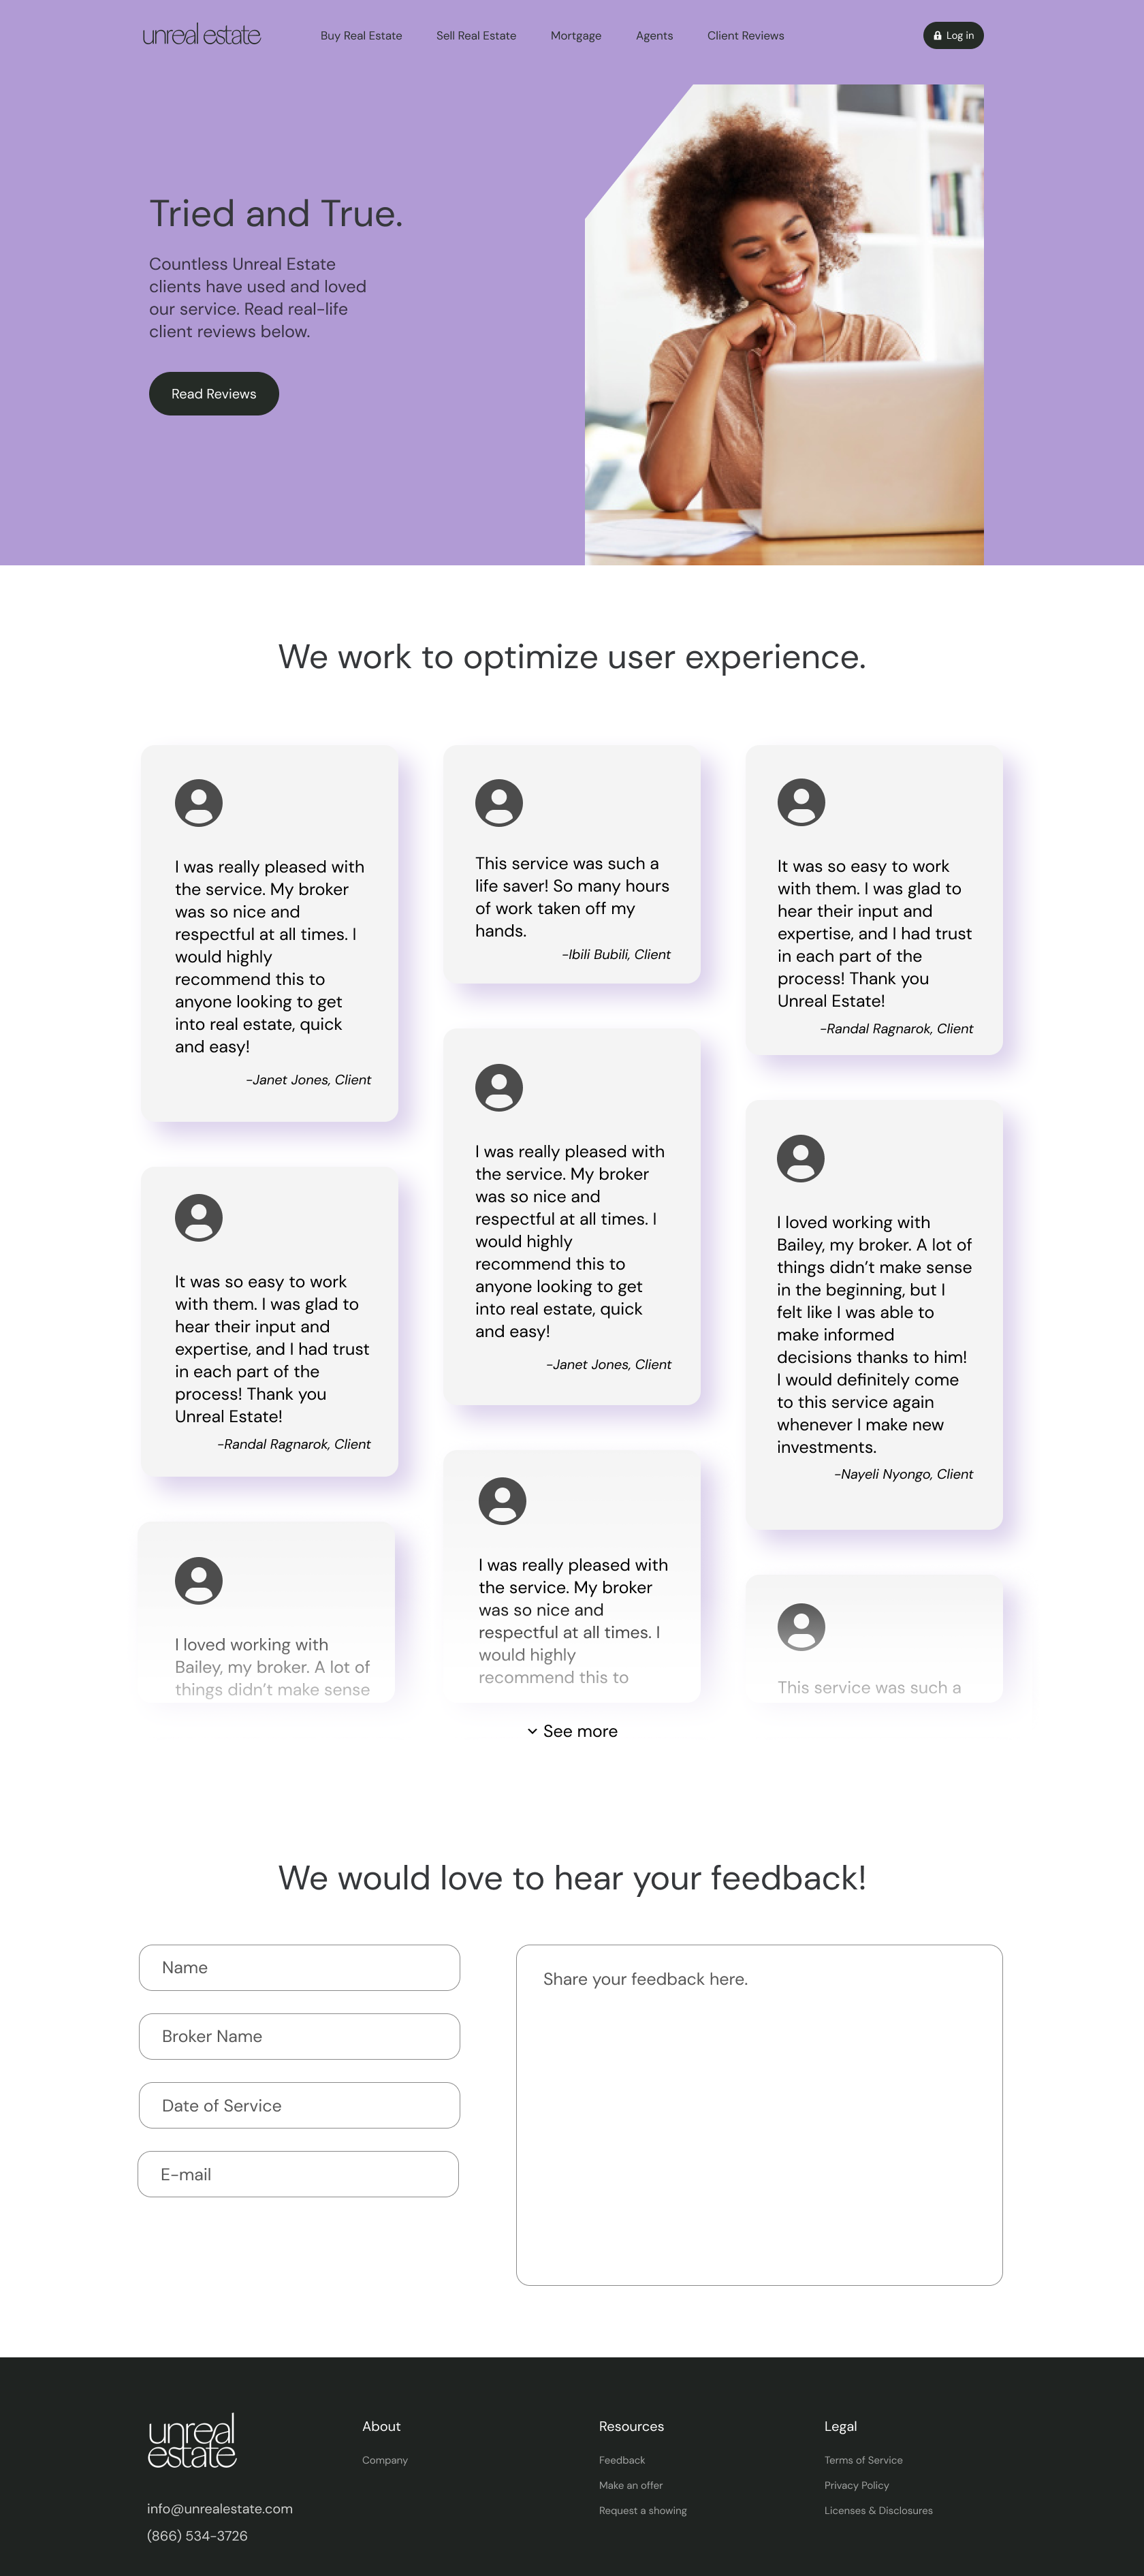 unreal estate
Buy Real Estate
Sell Real Estate
Mortgage
Agents
Client Reviews
Log in
Tried and True.
Countless Unreal Estate
clients have used and loved
our service. Read real-life
client reviews below.
Read Reviews
We work to optimize user experience.
I was really pleased with
the service. My broker
was so nice and
respectful at all times. I
would highly
recommend this to
anyone looking to get
into real estate, quick
and easy!
-Janet Jones, Client
It was so easy to work
with them. I was glad to
hear their input and
expertise, and I had trust
in each part of the
process! Thank you
Unreal Estate!
-Randal Ragnarok, Client
I loved working with
Bailey, my broker. A lot of
things didn’t make sense
This service was such a
life saver! So many hours
of work taken off my
hands.
-Ibili Bubili, Client
I was really pleased with
the service. My broker
was so nice and
respectful at all times. I
would highly
recommend this to
anyone looking to get
into real estate, quick
and easy!
-Janet Jones, Client
I was really pleased with
the service. My broker
was so nice and
respectful at all times. I
would highly
recommend this to
It was so easy to work
with them. I was glad to
hear their input and
expertise, and I had trust
in each part of the
process! Thank you
Unreal Estate!
-Randal Ragnarok, Client
I loved working with
Bailey, my broker. A lot of
things didn’t make sense
in the beginning, but I
felt like I was able to
make informed
decisions thanks to him!
I would definitely come
to this service again
whenever I make new
investments.
-Nayeli Nyongo, Client
This service was such a
See more
We would love to hear your feedback!
Name
Broker Name
Date of Service
E-mail
Share your feedback here.
unreal
estate
info@unrealestate.com
(866) 534-3726
About
Company
Resources
Feedback
Make an offer
Request a showing
Legal
Terms of Service
Privacy Policy
Licenses & Disclosures